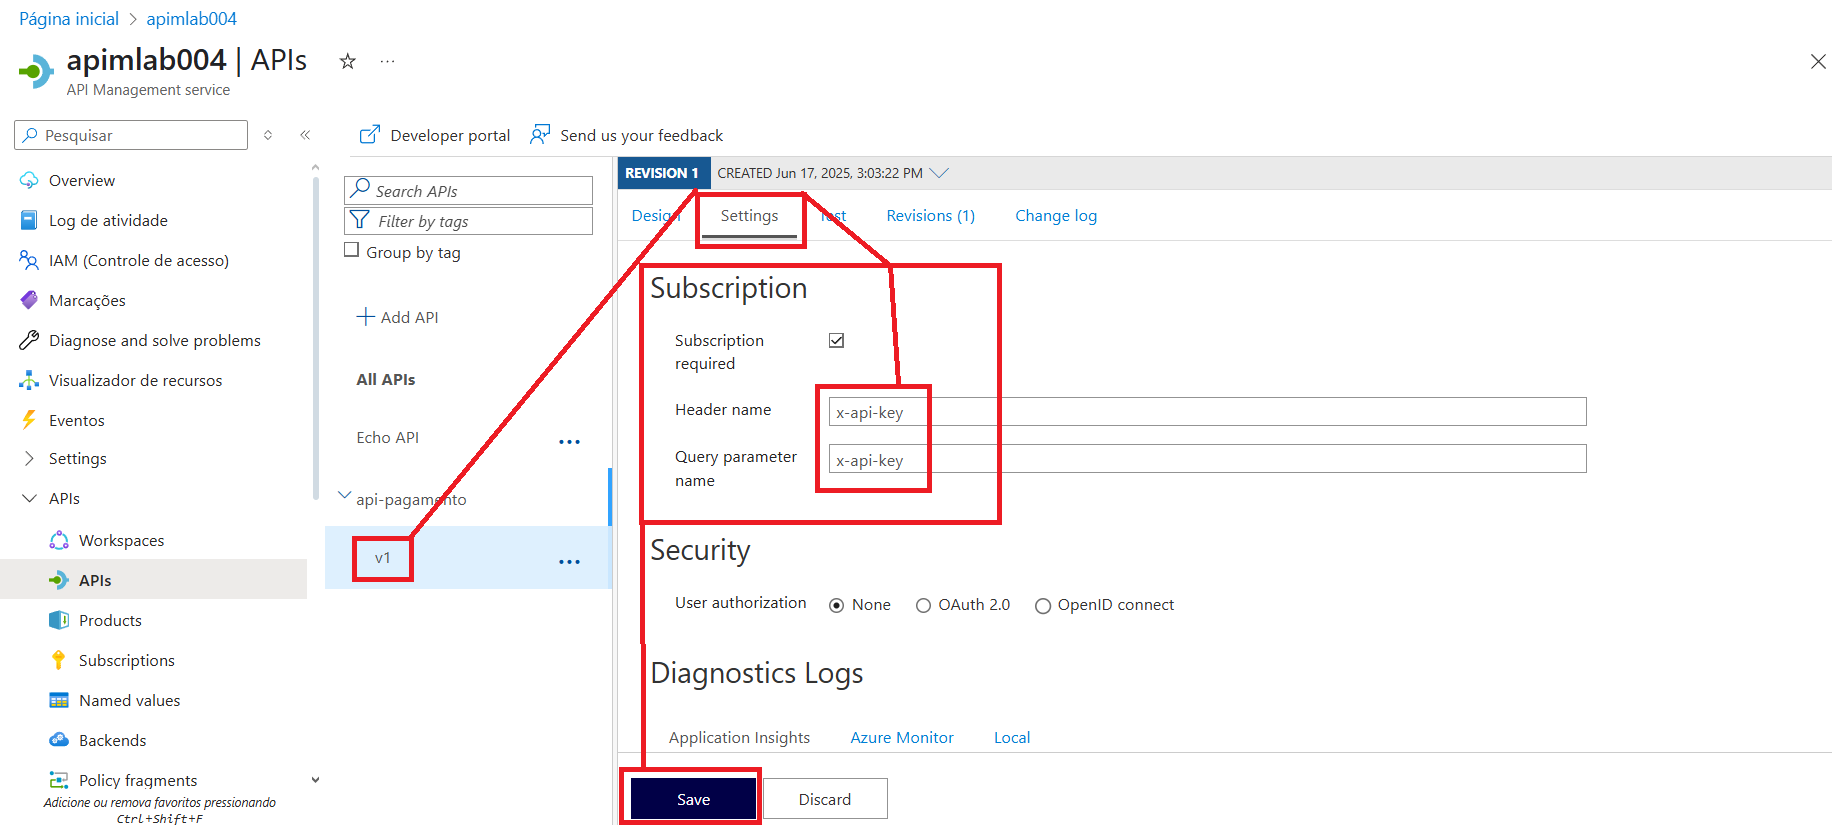 Página inicial > apimlab004
apimlab004 | APIs
API Management service
Pesquisar
Overview
Log de atividade
IAM (Controle de acesso)
Marcações
Diagnose and solve problems
Visualizador de recursos
Eventos
Settings
APIs
Workspaces
APIs
Products
Subscriptions
Named values
Backends
Policy fragments
Adicione ou remova favoritos pressionando
Ctrl+Shift+F
Developer portal
Send us your feedback
Search APIs
Filter by tags
Group by tag
Add API
All APIs
Echo API
api-pagamento
v1
REVISION 1
CREATED Jun 17, 2025, 3:03:22 PM
Design
Settings
Test
Revisions (1)
Change log
Subscription
Subscription
required
Header name
x-api-key
Query parameter
name
x-api-key
Security
User authorization
None
OAuth 2.0
OpenID connect
Diagnostics Logs
Application Insights
Azure Monitor
Local
Save
Discard